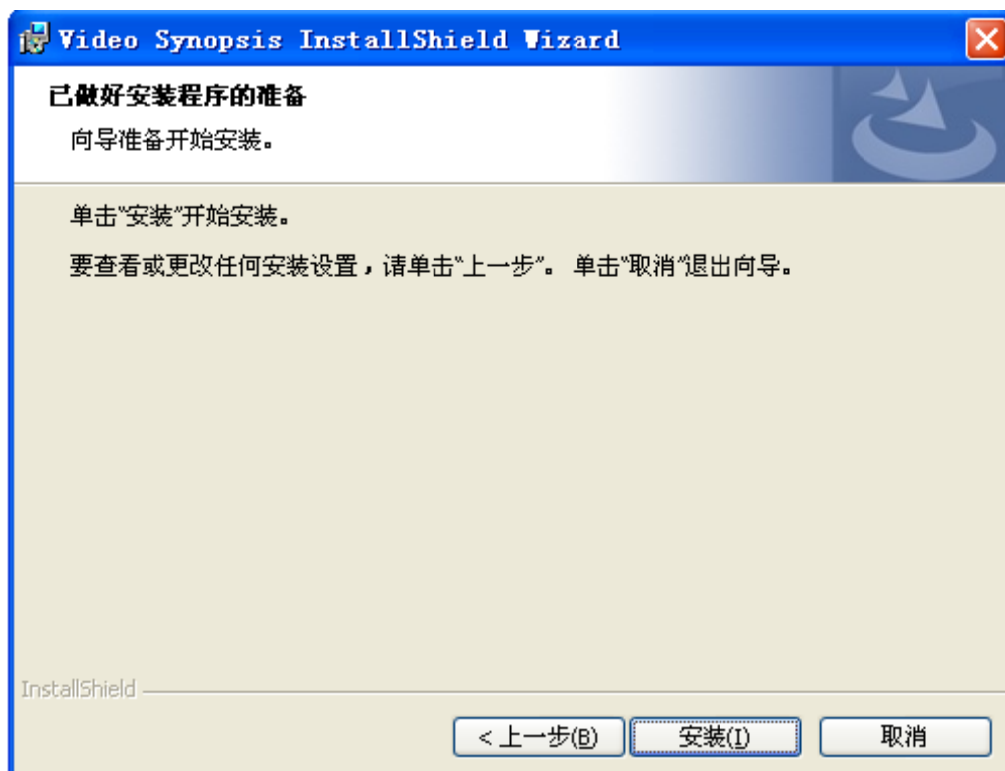 Video Synopsis InstallShield Wizard
已做好安装程序的准备
向导准备开始安装。
单击“安装”开始安装。
要查看或更改任何安装设置，请单击“上一步”。 单击“取消”退出向导。
InstallShield
< 上一步(B)
安装(I)
取消